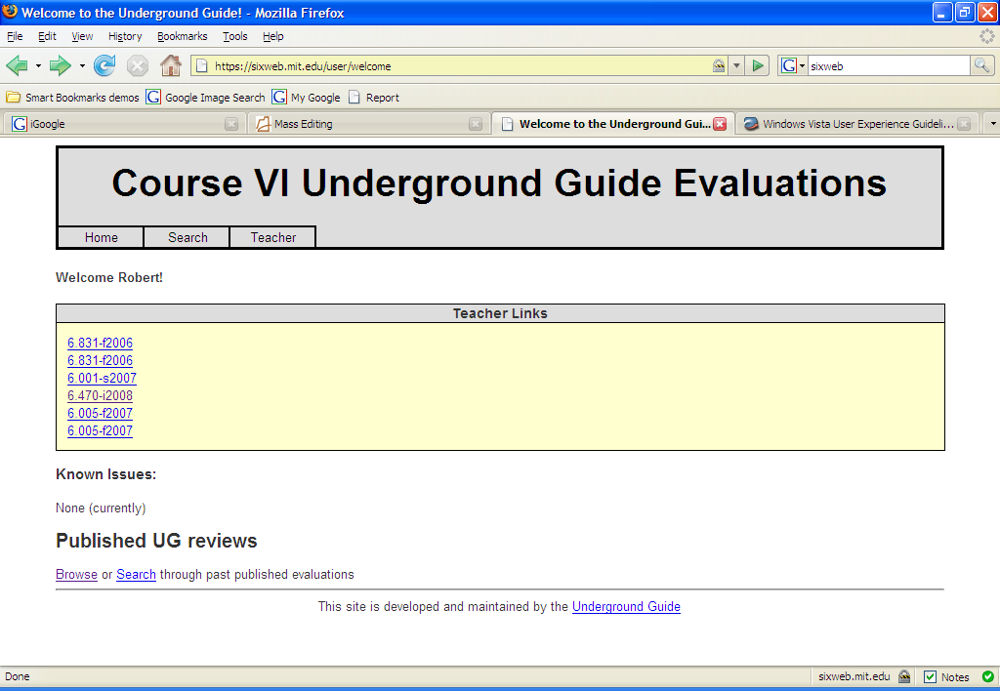 Welcome to the Underground Guide! - Mozilla Firefox
File Edit View History Bookmarks Tools Help
https://sixweb.mit.edu/user/welcome
sixweb
Smart Bookmarks demos Google Image Search My Google Report
iGoogle Mass Editing Welcome to the Underground Gui... Windows Vista User Experience Guideli...
Course VI Underground Guide Evaluations
Home Search Teacher
Welcome Robert!
Teacher Links
6.831-f2006
6.831-f2006
6.001-s2007
6.470-i2008
6.005-f2007
6.005-f2007
Known Issues:
None (currently)
Published UG reviews
Browse or Search through past published evaluations
This site is developed and maintained by the Underground Guide
Done sixweb.mit.edu Notes